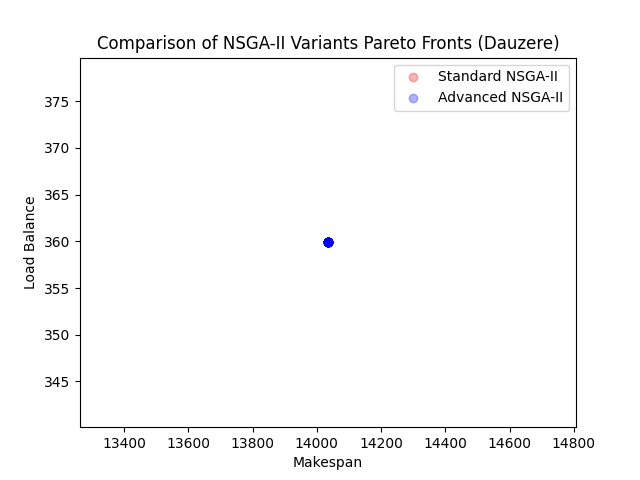 Comparison of NSGA-II Variants Pareto Fronts (Dauzere)
Standard NSGA-II
Advanced NSGA-II
375
370
365
360
355
350
345
Load Balance
13400 13600 13800 14000 14200 14400 14600 14800
Makespan